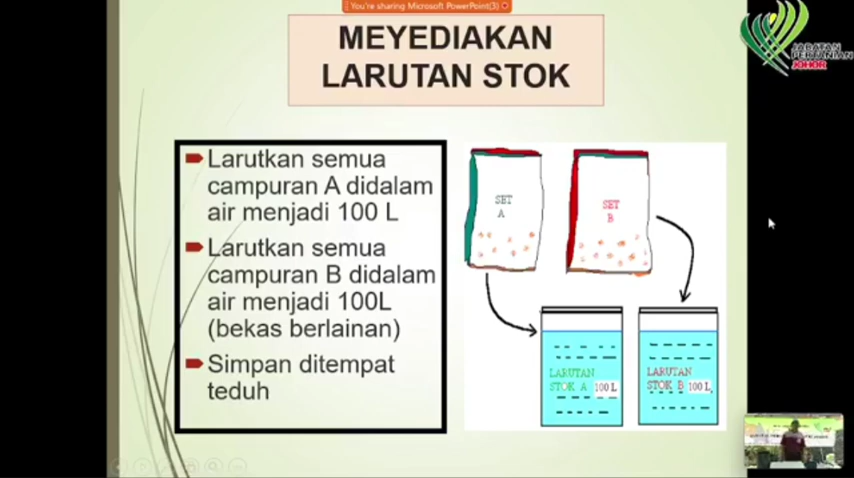 You're sharing Microsoft PowerPoint(3)
MEYEDIAKAN
LARUTAN STOK
JABATAN
PERTANIAN
JOHOR
Larutkan semua
campuran A didalam
air menjadi 100 L
Larutkan semua
campuran B didalam
air menjadi 100L
(bekas berlainan)
Simpan ditempat
teduh
SET
A
SET
B
LARUTAN
STOK A 100 L
LARUTAN
STOK B 100 L